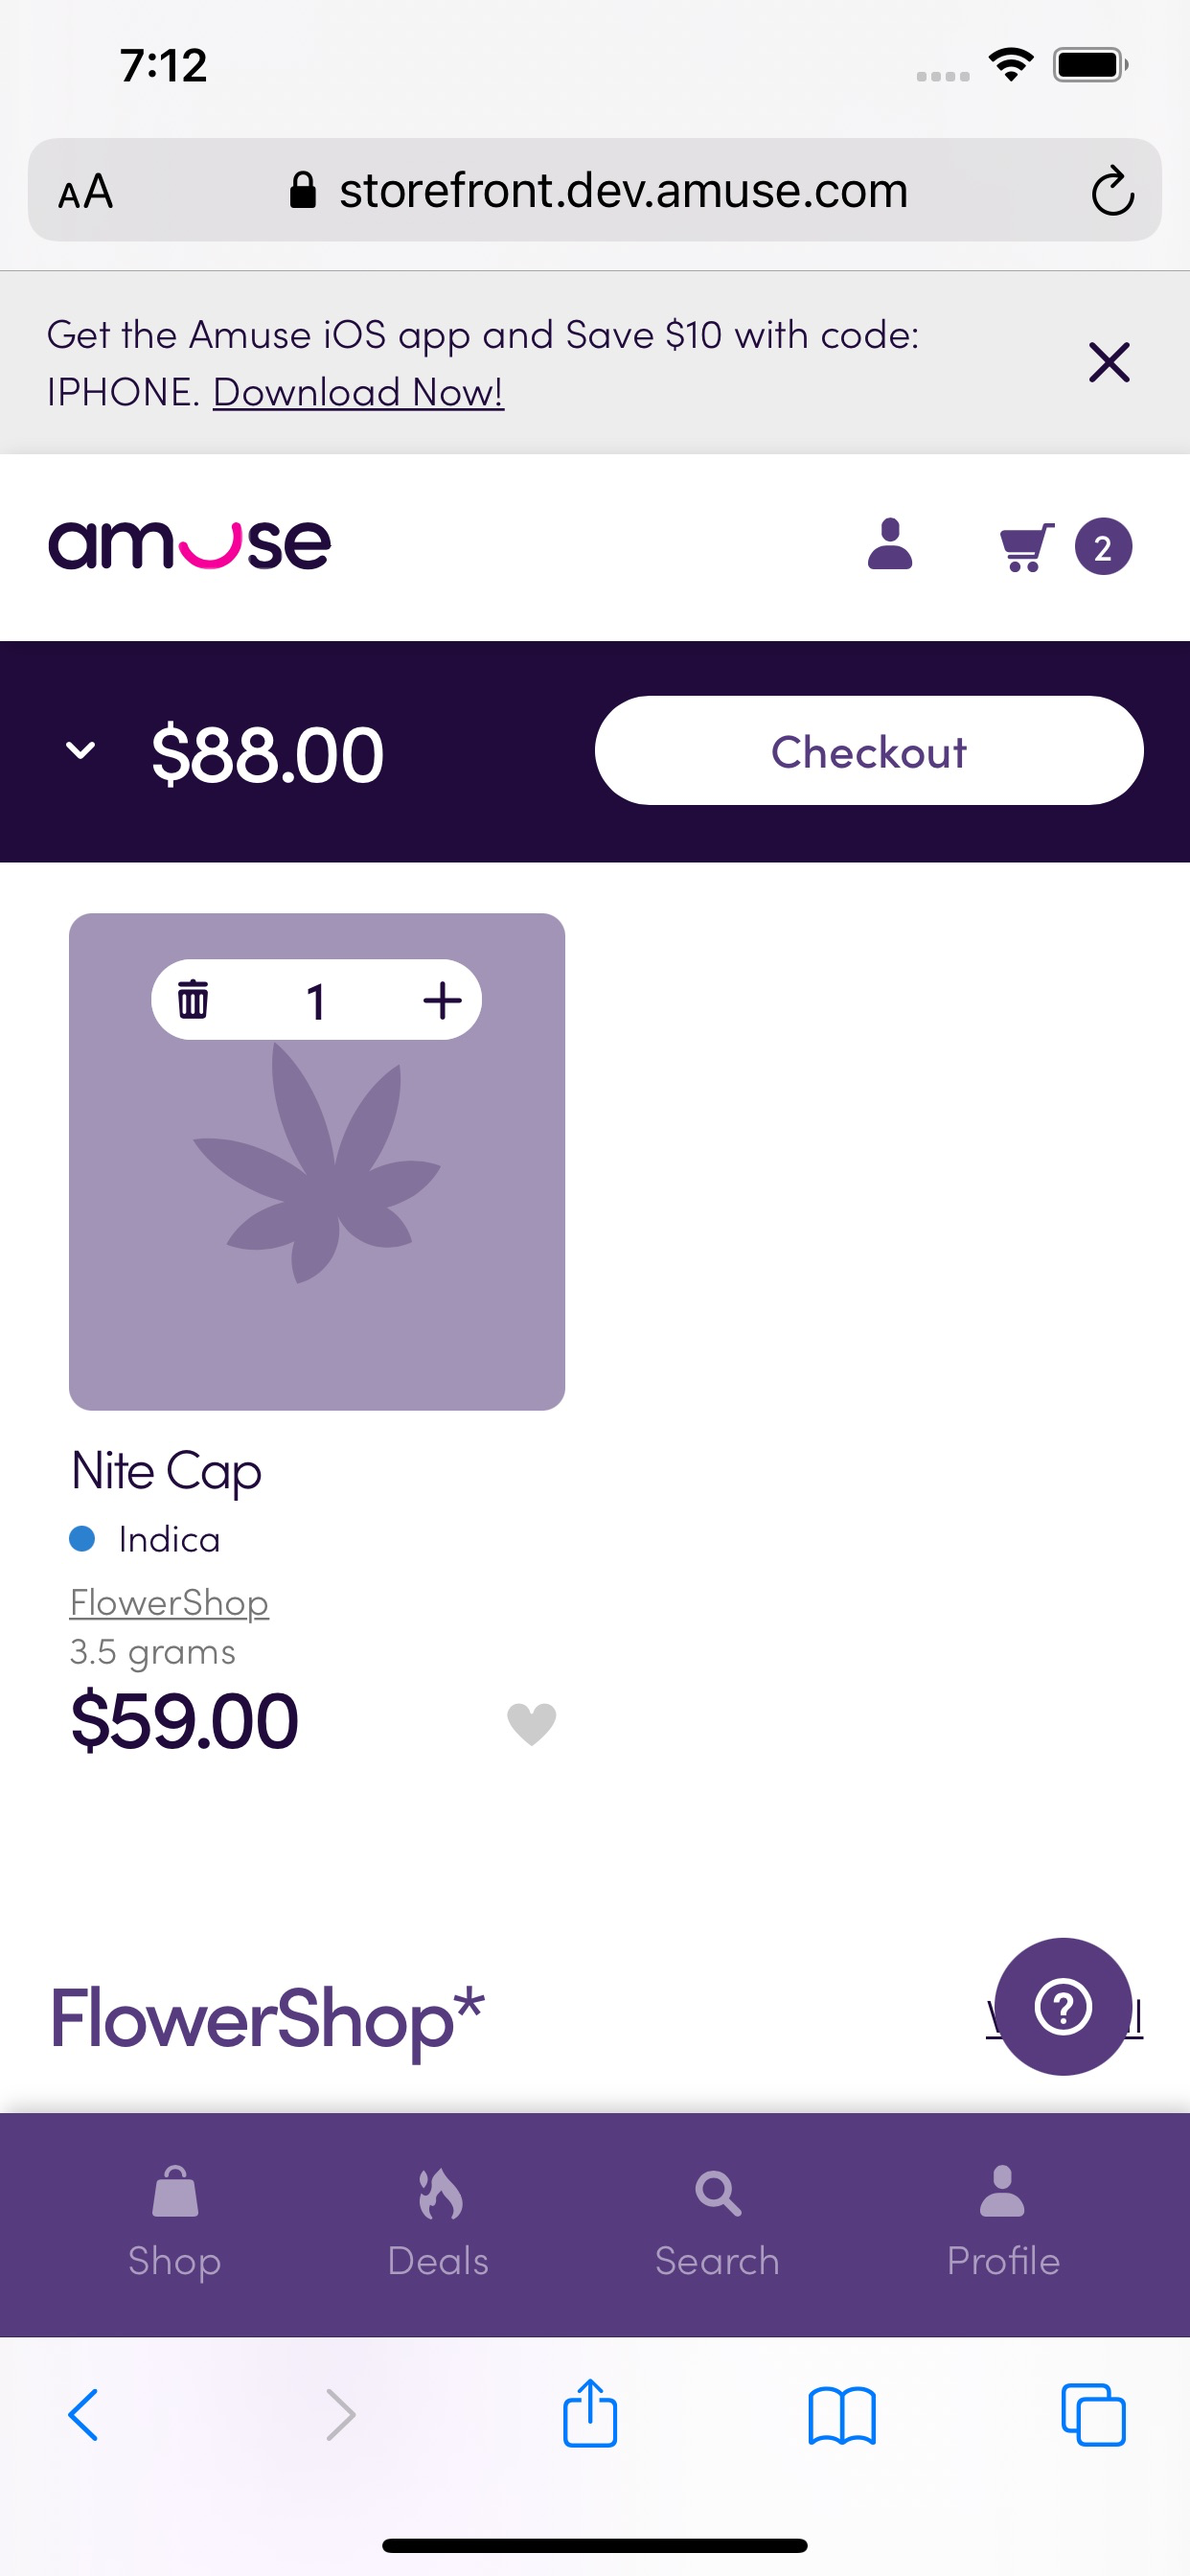 7:12
AA storefront.dev.amuse.com
Get the Amuse iOS app and Save $10 with code:
IPHONE. Download Now!
amuse
2
$88.00 Checkout
1
Nite Cap
Indica
FlowerShop
3.5 grams
$59.00
FlowerShop*
?
Shop Deals Search Profile